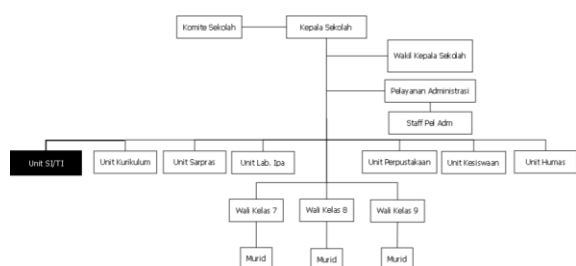 Komite Sekolah
Kepala Sekolah
Wakil Kepala Sekolah
Pelayanan Administrasi
Staff Pel Adm
Unit SI/TI
Unit Kurikulum
Unit Sarpras
Unit Lab. Ipa
Unit Perpustakaan
Unit Kesiswaan
Unit Humas
Wali Kelas 7
Wali Kelas 8
Wali Kelas 9
Murid
Murid
Murid